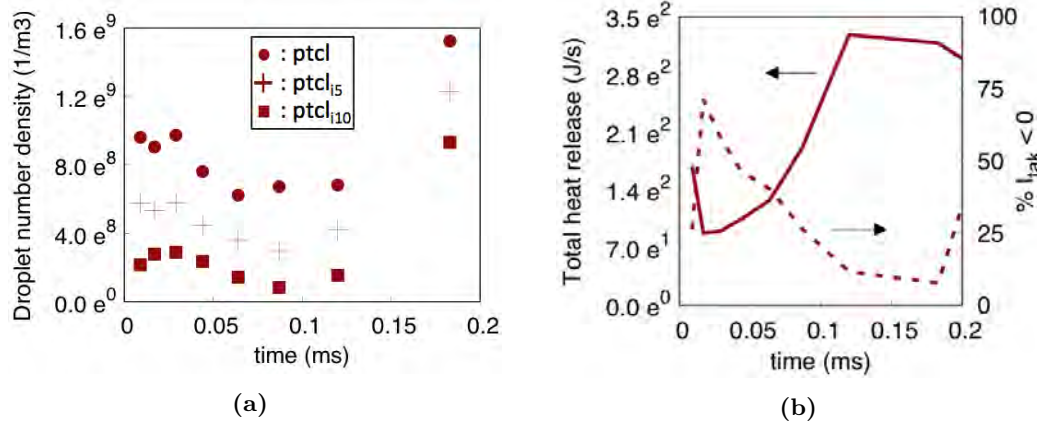 Droplet number density (1/m3)
1.6 e⁹
1.2 e⁹
8.0 e⁸
4.0 e⁸
0.0 e⁰
: ptcl
: ptcl_i5
: ptcl_i10
0
0.05
0.1
0.15
0.2
time (ms)
(a)
Total heat release (J/s)
3.5 e²
2.8 e²
2.1 e²
1.4 e²
7.0 e¹
0.0 e⁰
100
75
50
25
0
% I_tak < 0
0
0.05
0.1
0.15
0.2
time (ms)
(b)